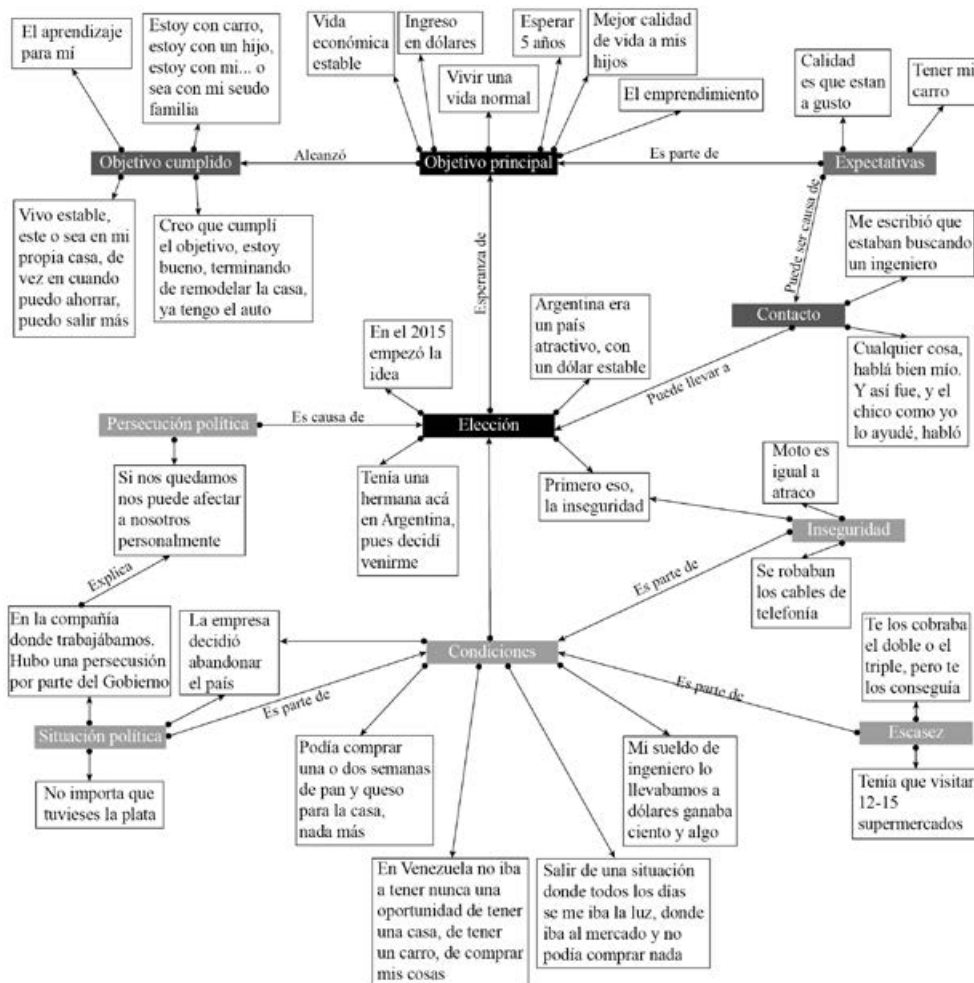 El aprendizaje
para mí
Estoy con carro,
estoy con un hijo,
estoy con mi... o
sea con mi seudo
familia
Vida
económica
estable
Ingreso
en dólares
Vivir una
vida normal
Esperar
5 años
Mejor calidad
de vida a mis
hijos
El emprendimiento
Calidad
es que estan
a gusto
Tener mi
carro
Objetivo cumplido
Alcanzó
Objetivo principal
Es parte de
Expectativas
Vivo estable,
este o sea en mi
propia casa, de
vez en cuando
puedo ahorrar,
puedo salir más
Creo que cumplí
el objetivo, estoy
bueno, terminando
de remodelar la casa,
ya tengo el auto
Esperanza de
Puede ser causa de
Me escribió que
estaban buscando
un ingeniero
Contacto
Cualquier cosa,
hablá bien mío.
Y así fue, y el
chico como yo
lo ayudé, habló
En el 2015
empezó la
idea
Argentina era
un país
atractivo, con
un dólar estable
Puede llevar a
Persecución política
Es causa de
Elección
Si nos quedamos
nos puede afectar
a nosotros
personalmente
Tenía una
hermana acá
en Argentina,
pues decidí
venirme
Primero eso,
la inseguridad
Moto es
igual a
atraco
Inseguridad
Se robaban
los cables de
telefonía
Explica
Es parte de
En la compañía
donde trabajábamos.
Hubo una persecusión
por parte del Gobierno
La empresa
decidió
abandonar
el país
Condiciones
Te los cobraba
el doble o el
triple, pero te
los conseguía
Situación política
Es parte de
Es parte de
Escasez
No importa que
tuvieses la plata
Podía comprar
una o dos semanas
de pan y queso
para la casa,
nada más
Mi sueldo de
ingeniero lo
llevabamos a
dólares ganaba
ciento y algo
Tenía que visitar
12-15
supermercados
En Venezuela no iba
a tener nunca una
oportunidad de tener
una casa, de tener
un carro, de comprar
mis cosas
Salir de una situación
donde todos los días
se me iba la luz, donde
iba al mercado y no
podía comprar nada